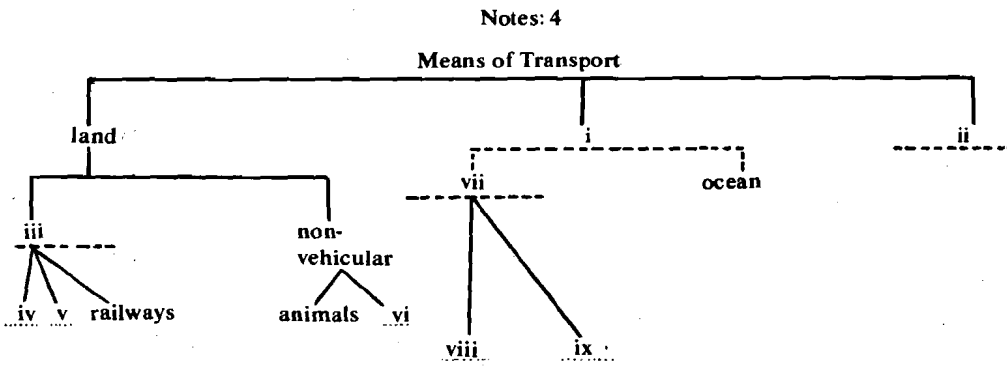 Notes: 4
Means of Transport
land
i
ii
vii
ocean
iii
non-
vehicular
iv v railways
animals vi
viii ix